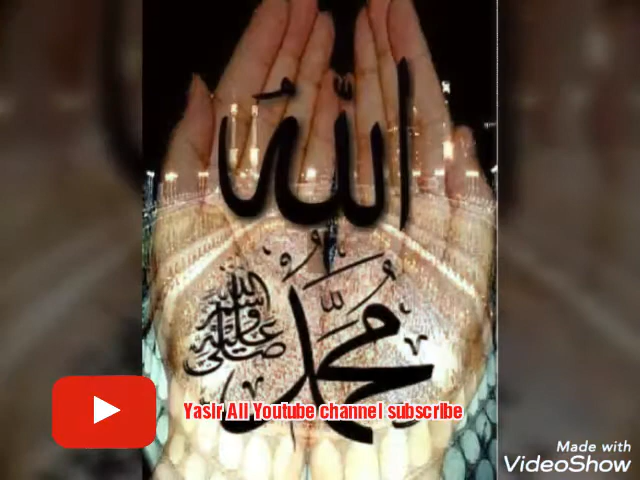 الله
محمد
صلى الله عليه وسلم
Yasir Ali Youtube channel subscribe
Made with
VideoShow